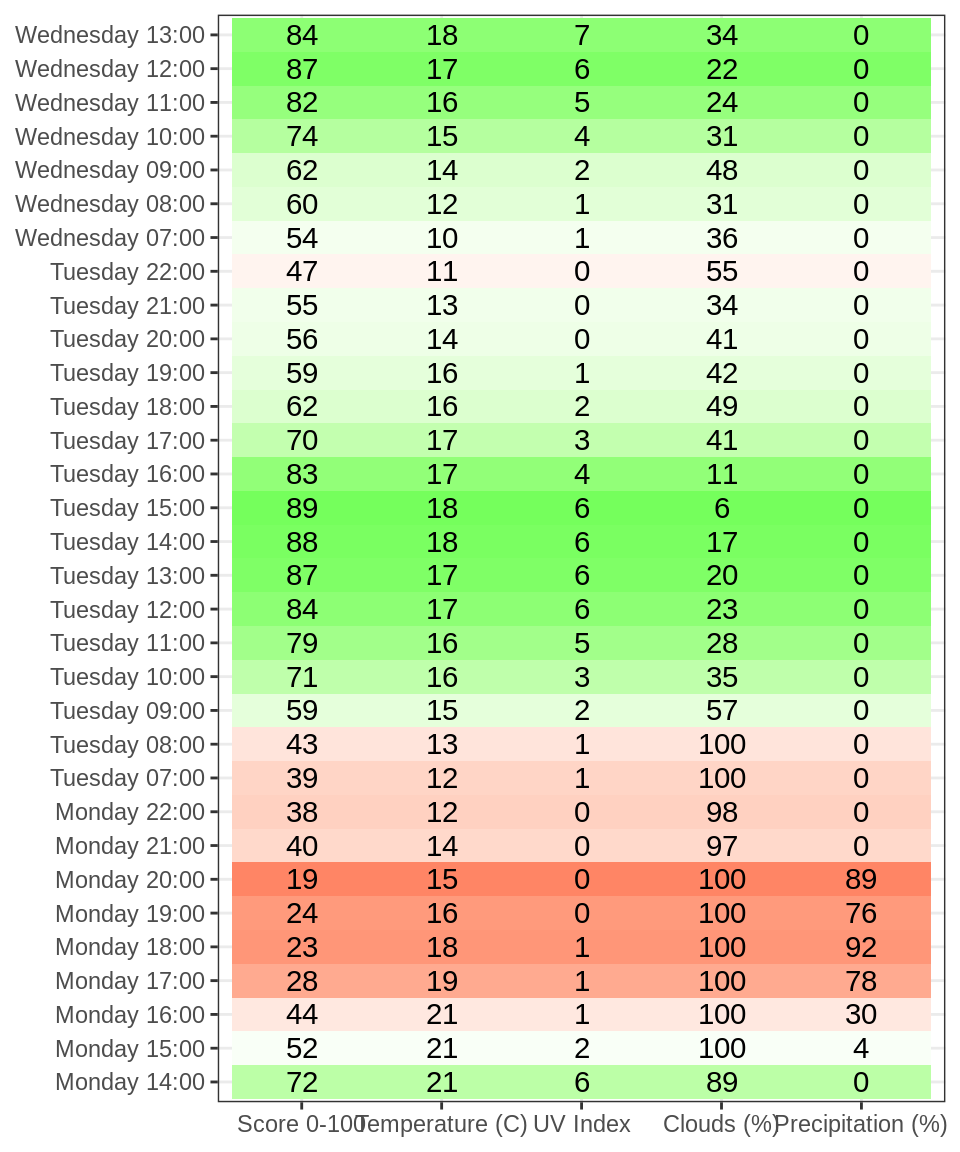 Wednesday 13:00 84 18 7 34 0
Wednesday 12:00 87 17 6 22 0
Wednesday 11:00 82 16 5 24 0
Wednesday 10:00 74 15 4 31 0
Wednesday 09:00 62 14 2 48 0
Wednesday 08:00 60 12 1 31 0
Wednesday 07:00 54 10 1 36 0
Tuesday 22:00 47 11 0 55 0
Tuesday 21:00 55 13 0 34 0
Tuesday 20:00 56 14 0 41 0
Tuesday 19:00 59 16 1 42 0
Tuesday 18:00 62 16 2 49 0
Tuesday 17:00 70 17 3 41 0
Tuesday 16:00 83 17 4 11 0
Tuesday 15:00 89 18 6 6 0
Tuesday 14:00 88 18 6 17 0
Tuesday 13:00 87 17 6 20 0
Tuesday 12:00 84 17 6 23 0
Tuesday 11:00 79 16 5 28 0
Tuesday 10:00 71 16 3 35 0
Tuesday 09:00 59 15 2 57 0
Tuesday 08:00 43 13 1 100 0
Tuesday 07:00 39 12 1 100 0
Monday 22:00 38 12 0 98 0
Monday 21:00 40 14 0 97 0
Monday 20:00 19 15 0 100 89
Monday 19:00 24 16 0 100 76
Monday 18:00 23 18 1 100 92
Monday 17:00 28 19 1 100 78
Monday 16:00 44 21 1 100 30
Monday 15:00 52 21 2 100 4
Monday 14:00 72 21 6 89 0
Score 0-100 Temperature (C) UV Index Clouds (%) Precipitation (%)